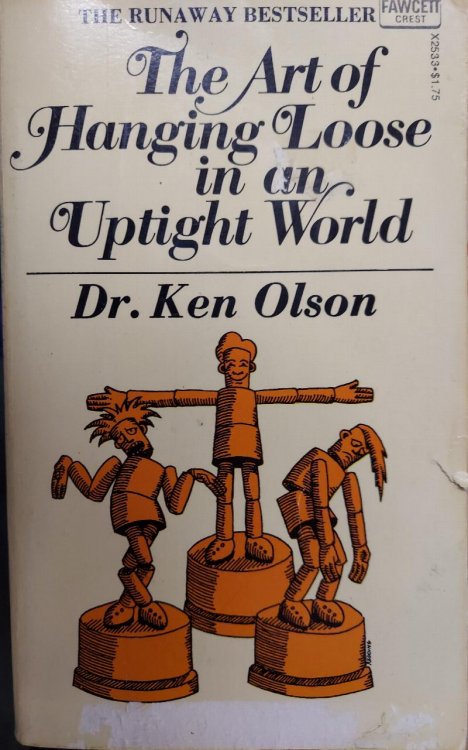 THE RUNAWAY BESTSELLER
FAWCETT
CREST
X2533•$1.75
The Art of
Hanging Loose
in an
Uptight World
Dr. Ken Olson